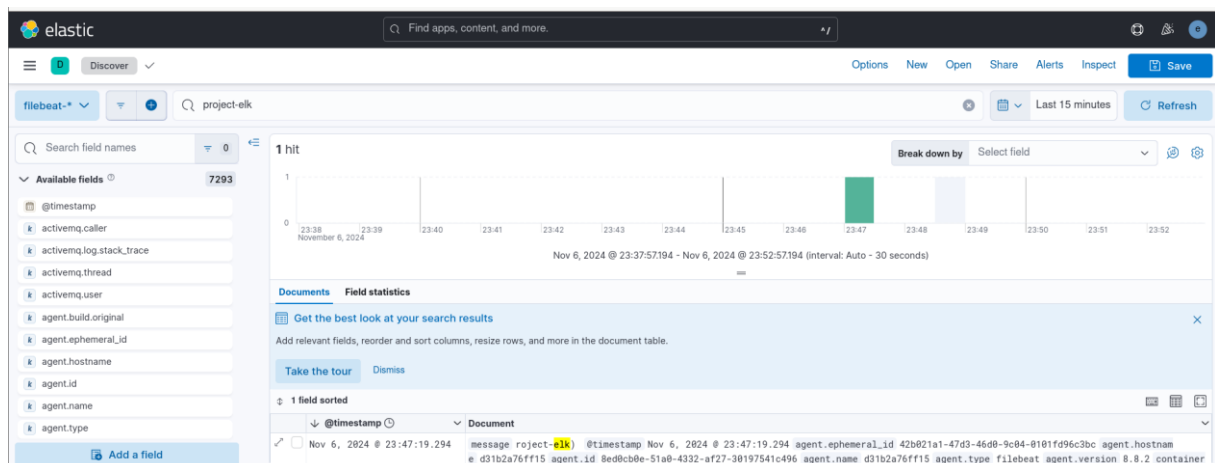 elastic
Find apps, content, and more.
^/
e
D Discover
Options New Open Share Alerts Inspect Save
filebeat-*
project-elk
Last 15 minutes
Refresh
Search field names
0
Available fields
7293
@timestamp
k activemq.caller
k activemq.log.stack_trace
k activemq.thread
k activemq.user
k agent.build.original
k agent.ephemeral_id
k agent.hostname
k agent.id
k agent.name
k agent.type
Add a field
1 hit
Break down by Select field
1
0
23:38 23:39 23:40 23:41 23:42 23:43 23:44 23:45 23:46 23:47 23:48 23:49 23:50 23:51 23:52
November 6, 2024
Nov 6, 2024 @ 23:37:57.194 - Nov 6, 2024 @ 23:52:57.194 (interval: Auto - 30 seconds)
Documents Field statistics
Get the best look at your search results
Add relevant fields, reorder and sort columns, resize rows, and more in the document table.
Take the tour Dismiss
1 field sorted
@timestamp Document
Nov 6, 2024 @ 23:47:19.294 message roject-elk) @timestamp Nov 6, 2024 @ 23:47:19.294 agent.ephemeral_id 42b021a1-47d3-46d0-9c04-0101fd96c3bc agent.hostnam
e d31b2a76ff15 agent.id 8ed0cb0e-51a0-4332-af27-30197541c496 agent.name d31b2a76ff15 agent.type filebeat agent.version 8.8.2 container